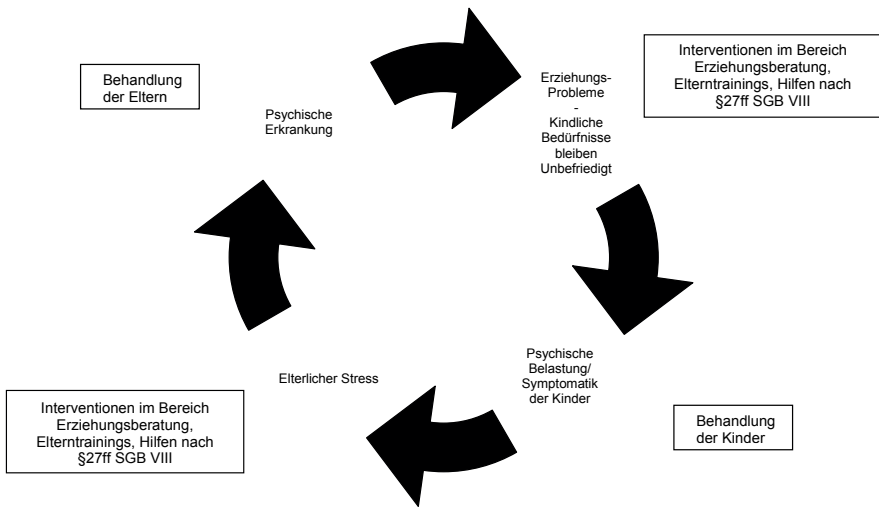 Behandlung
der Eltern
Psychische
Erkrankung
Erziehungs-
Probleme
-
Kindliche
Bedürfnisse
bleiben
Unbefriedigt
Interventionen im Bereich
Erziehungsberatung,
Elterntrainings, Hilfen nach
§27ff SGB VIII
Psychische
Belastung/
Symptomatik
der Kinder
Behandlung
der Kinder
Elterlicher Stress
Interventionen im Bereich
Erziehungsberatung,
Elterntrainings, Hilfen nach
§27ff SGB VIII